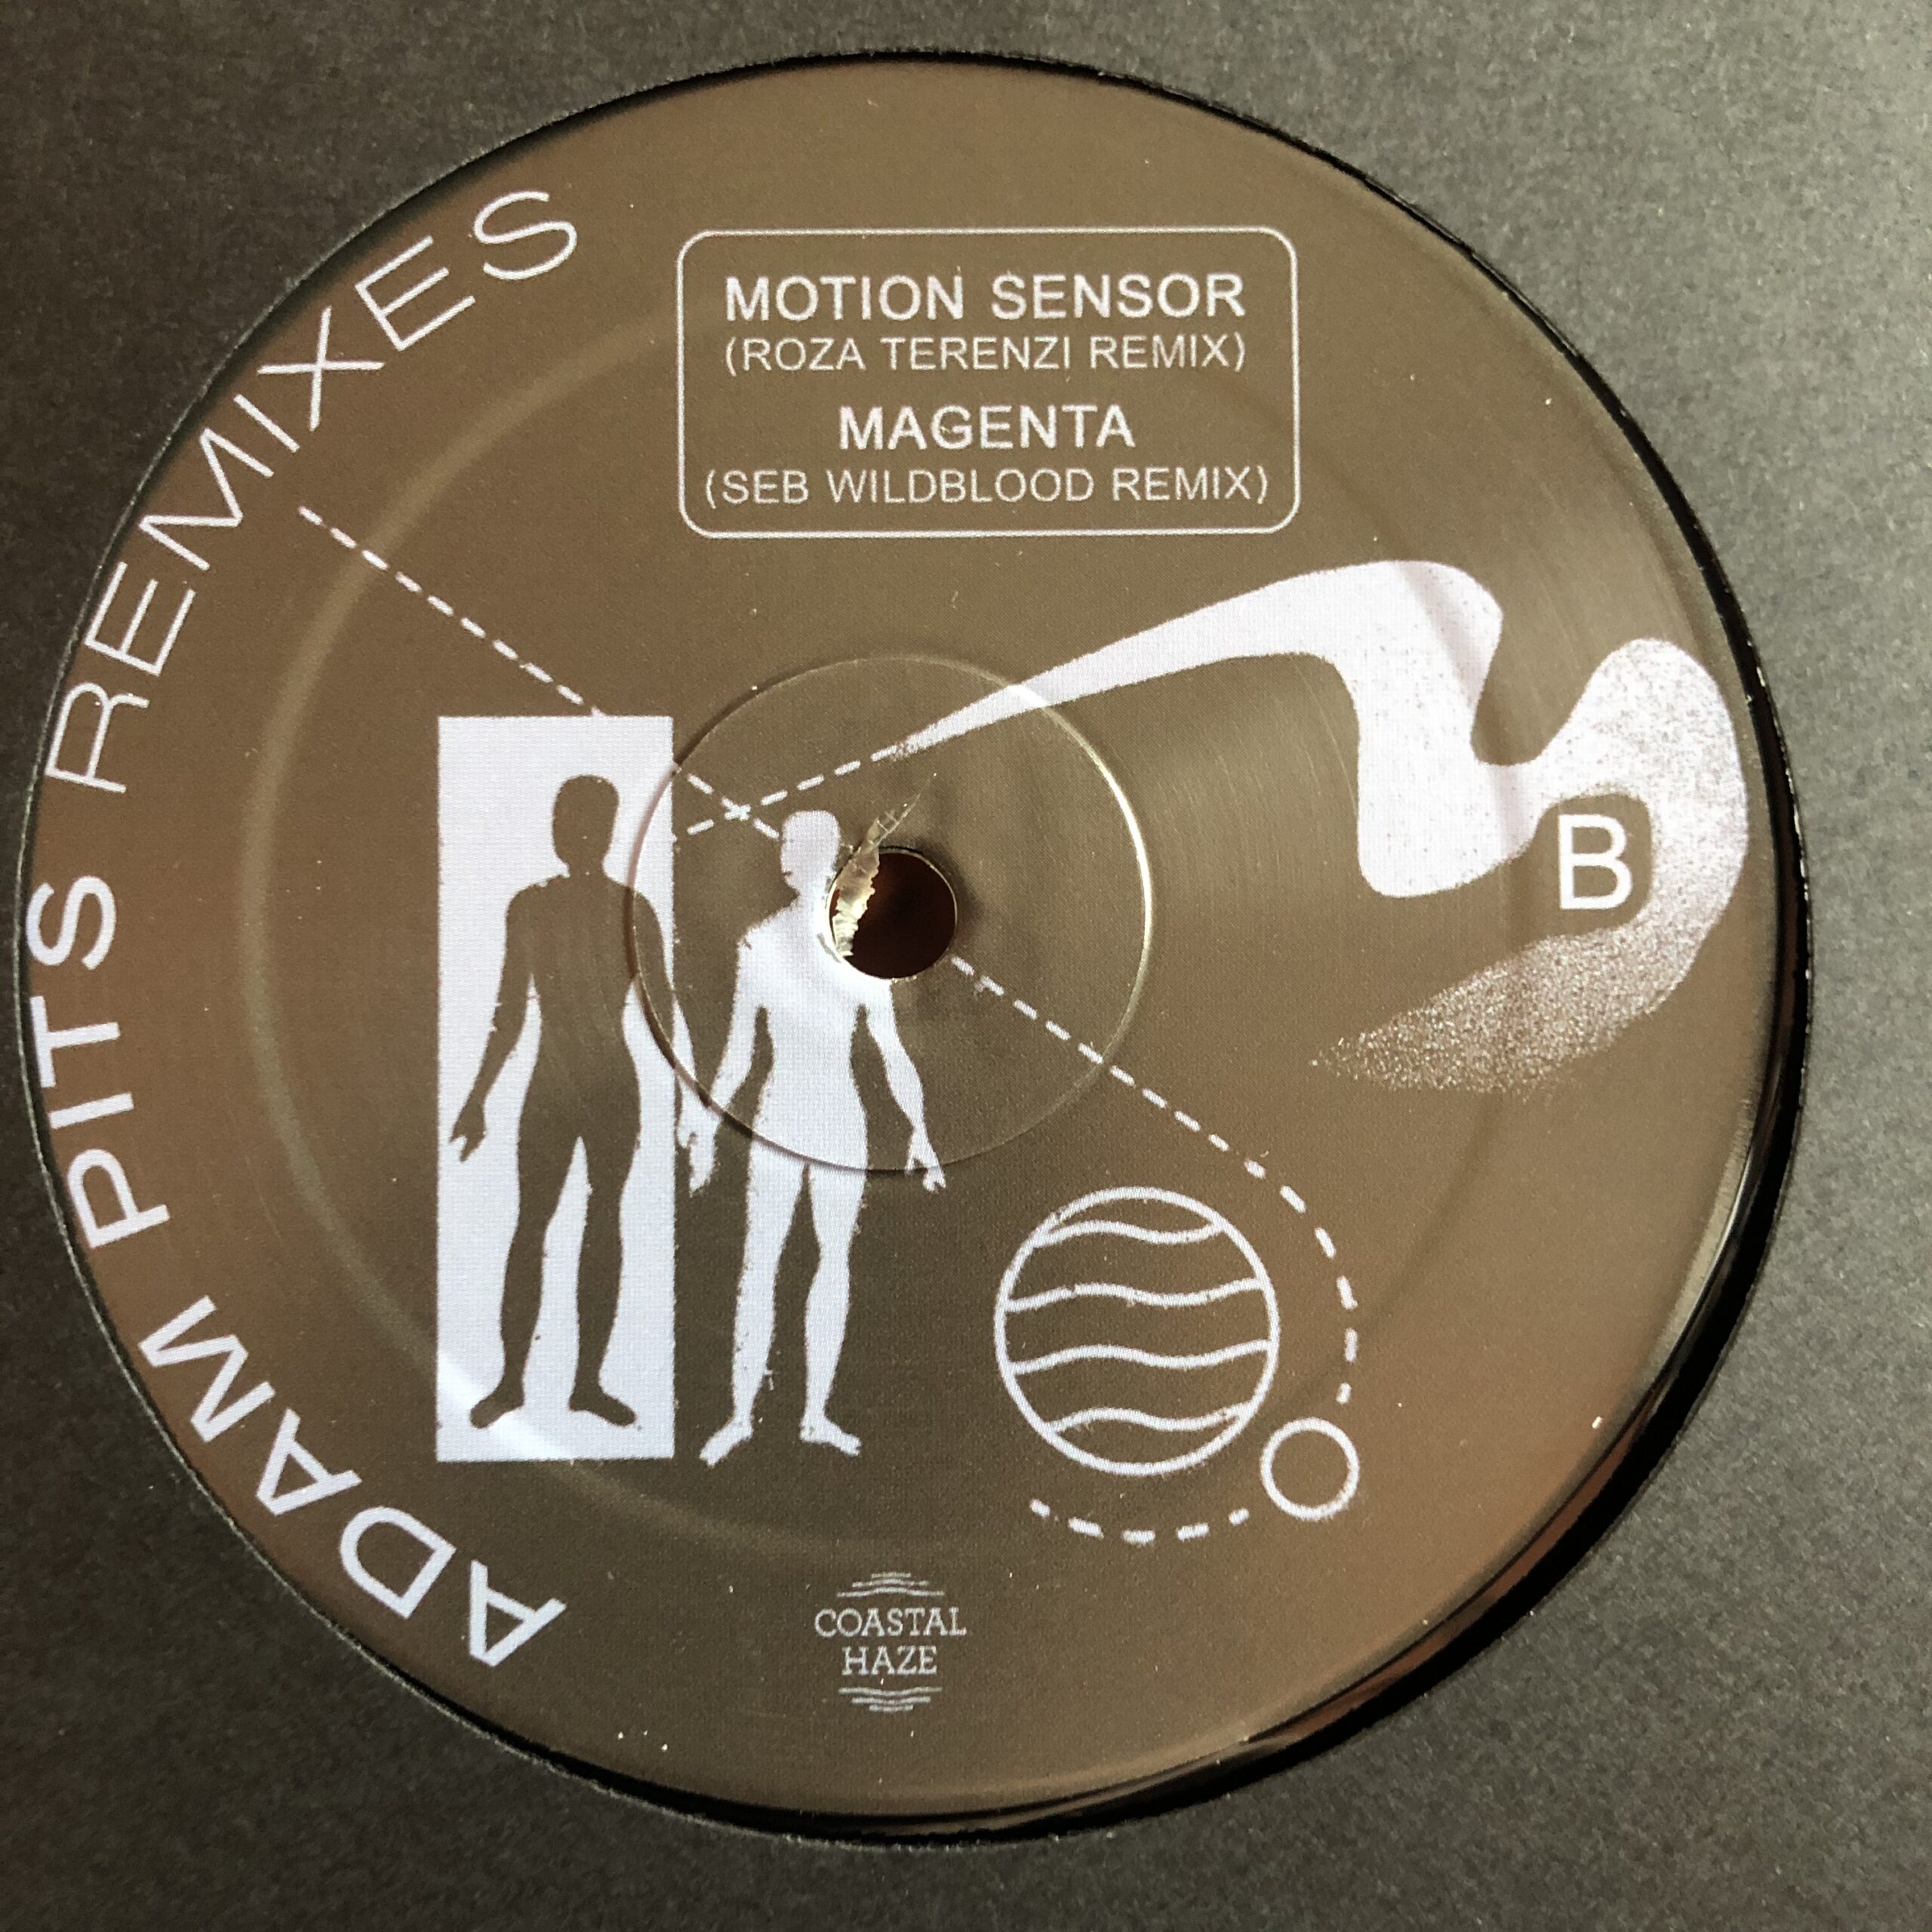 ADAM PITS REMIXES
MOTION SENSOR
(ROZA TERENZI REMIX)
MAGENTA
(SEB WILDBLOOD REMIX)
B
COASTAL
HAZE